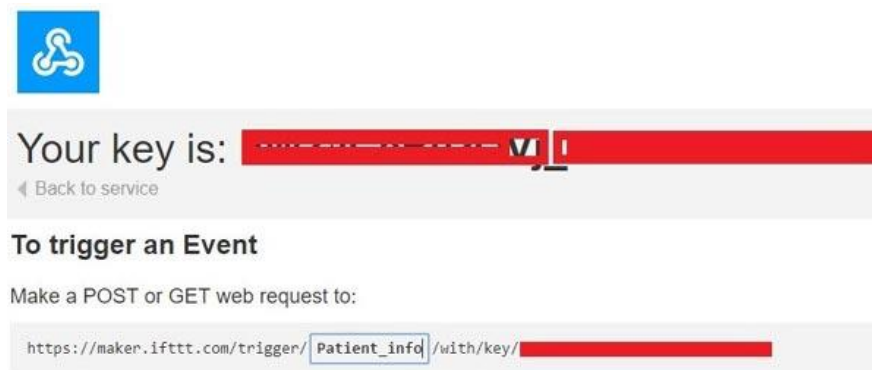 Your key is:
Back to service
To trigger an Event
Make a POST or GET web request to:
https://maker.ifttt.com/trigger/ Patient_info /with/key/